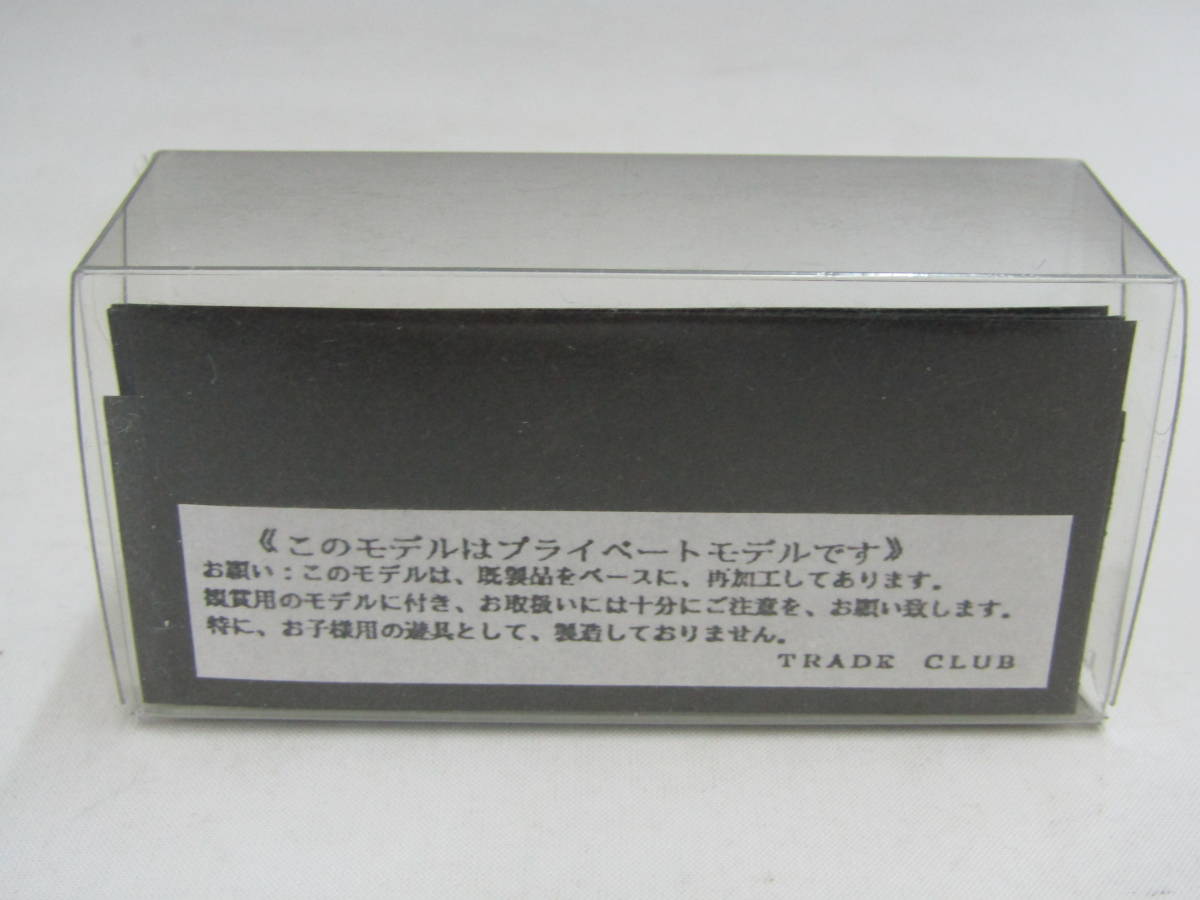 《このモデルはプライベートモデルです》
お願い：このモデルは、既製品をベースに、再加工してあります。
観賞用のモデルに付き、お取扱いには十分にご注意を、お願い致します。
特に、お子様用の遊具として、製造しておりません。
TRADE CLUB